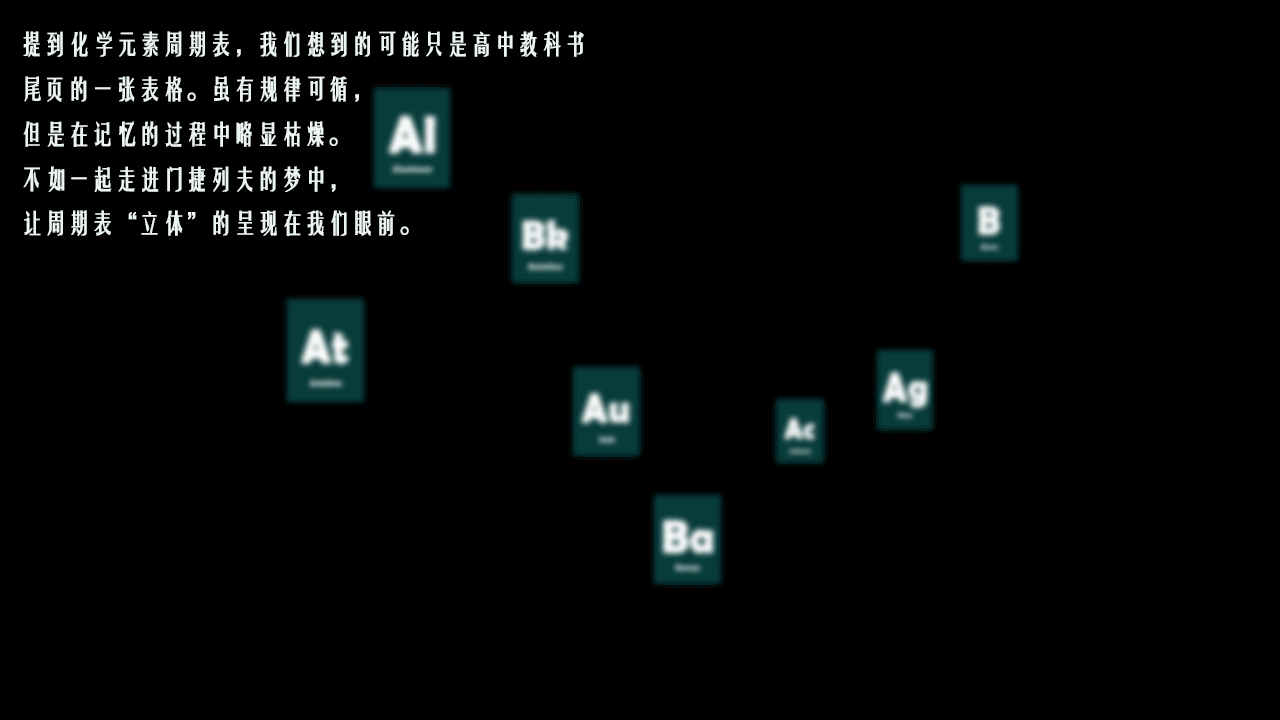 提到化学元素周期表，我们想到的可能只是高中教科书
尾页的一张表格。虽有规律可循，
但是在记忆的过程中略显枯燥。
不如一起走进门捷列夫的梦中，
让周期表“立体”的呈现在我们眼前。
Al
Bk
B
At
Au
Ag
Ac
Ba